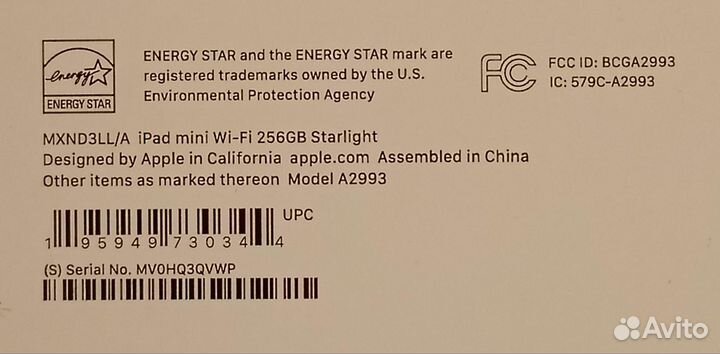 energy
ENERGY STAR
ENERGY STAR and the ENERGY STAR mark are
registered trademarks owned by the U.S.
Environmental Protection Agency
FC
FCC ID: BCGA2993
IC: 579C-A2993
MXND3LL/A iPad mini Wi-Fi 256GB Starlight
Designed by Apple in California apple.com Assembled in China
Other items as marked thereon Model A2993
UPC
1 95949 73034 4
(S) Serial No. MV0HQ3QVWP
Avito